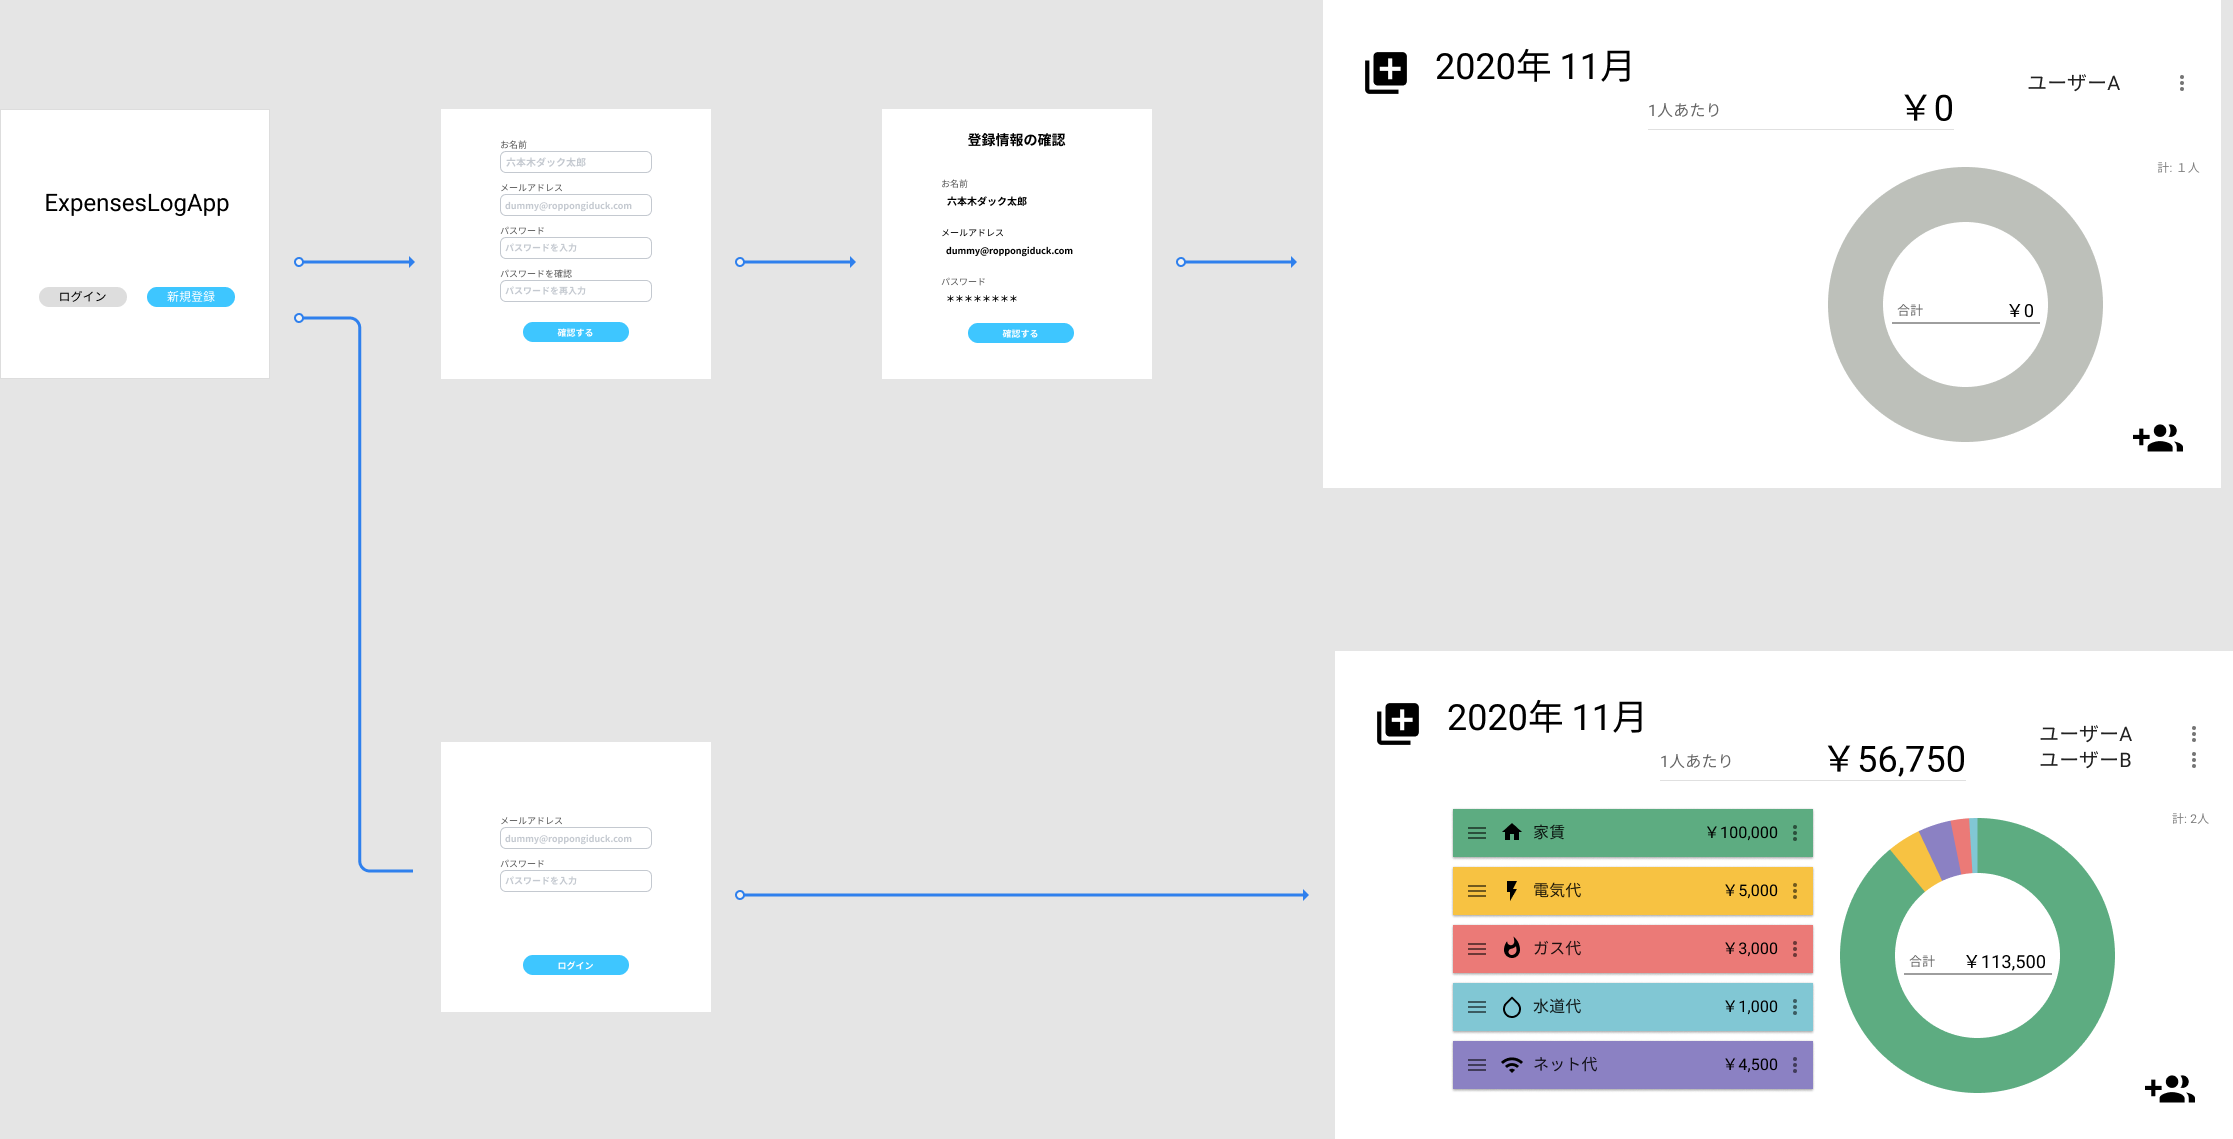 ExpensesLogApp
ログイン
新規登録
お名前
六本木ダック太郎
メールアドレス
dummy@roppongiduck.com
パスワード
パスワードを入力
パスワードを確認
パスワードを再入力
確認する
登録情報の確認
お名前
六本木ダック太郎
メールアドレス
dummy@roppongiduck.com
パスワード
********
確認する
2020年 11月
1人あたり ￥0
ユーザーA
計: 1人
合計 ￥0
メールアドレス
dummy@roppongiduck.com
パスワード
パスワードを入力
ログイン
2020年 11月
1人あたり ￥56,750
ユーザーA
ユーザーB
計: 2人
家賃 ￥100,000
電気代 ￥5,000
ガス代 ￥3,000
水道代 ￥1,000
ネット代 ￥4,500
合計 ￥113,500